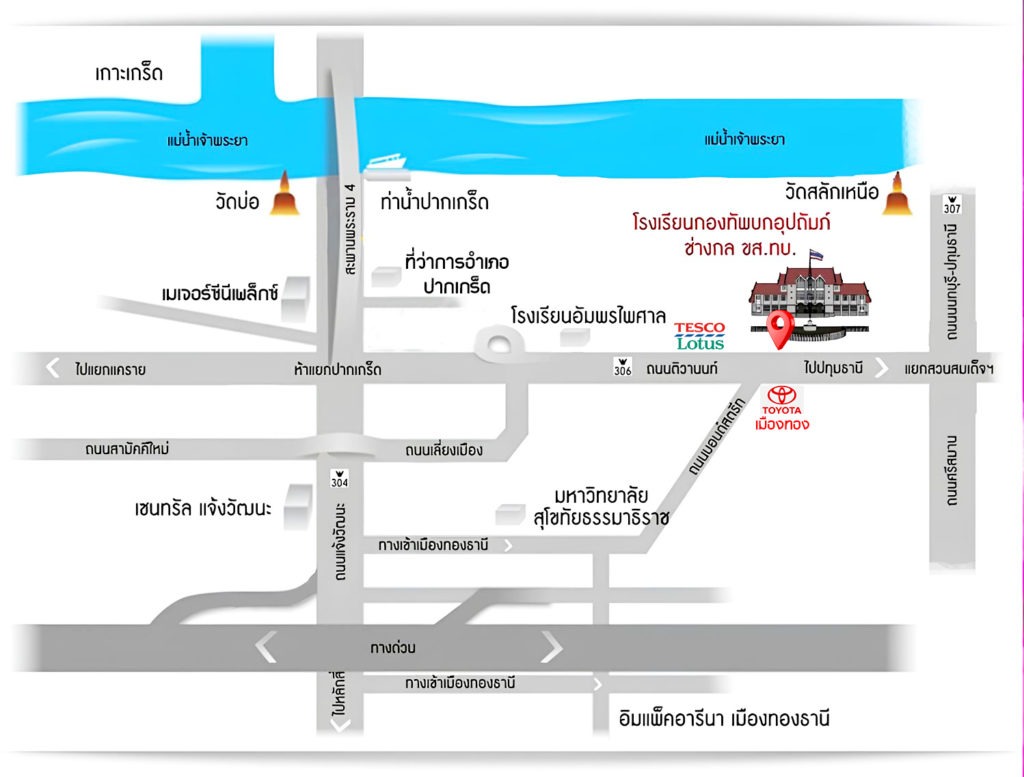 เกาะเกร็ด
แม่น้ำเจ้าพระยา
แม่น้ำเจ้าพระยา
วัดบ่อ
สะพานพระราม 4
ท่าน้ำปากเกร็ด
วัดสลักเหนือ
307
โรงเรียนกองทัพบกอุปถัมภ์
ช่างกล ขส.ทบ.
ถนนนนทบุรี-ปทุมธานี
ที่ว่าการอำเภอ
ปากเกร็ด
เมเจอร์ซีนีเพล็กซ์
โรงเรียนอัมพรไพศาล
TESCO
Lotus
ไปแยกแคราย
ห้าแยกปากเกร็ด
306
ถนนติวานนท์
ไปปทุมธานี
แยกสวนสมเด็จฯ
TOYOTA
เมืองทอง
ถนนบอนด์สตรีท
ถนนสามัคคีใหม่
ถนนเลี่ยงเมือง
ถนนศรีสมาน
304
เซนทรัล แจ้งวัฒนะ
มหาวิทยาลัย
สุโขทัยธรรมาธิราช
ถนนแจ้งวัฒนะ
ทางเข้าเมืองทองธานี
ทางด่วน
ไปหลักสี่
ทางเข้าเมืองทองธานี
อิมแพ็คอารีนา เมืองทองธานี